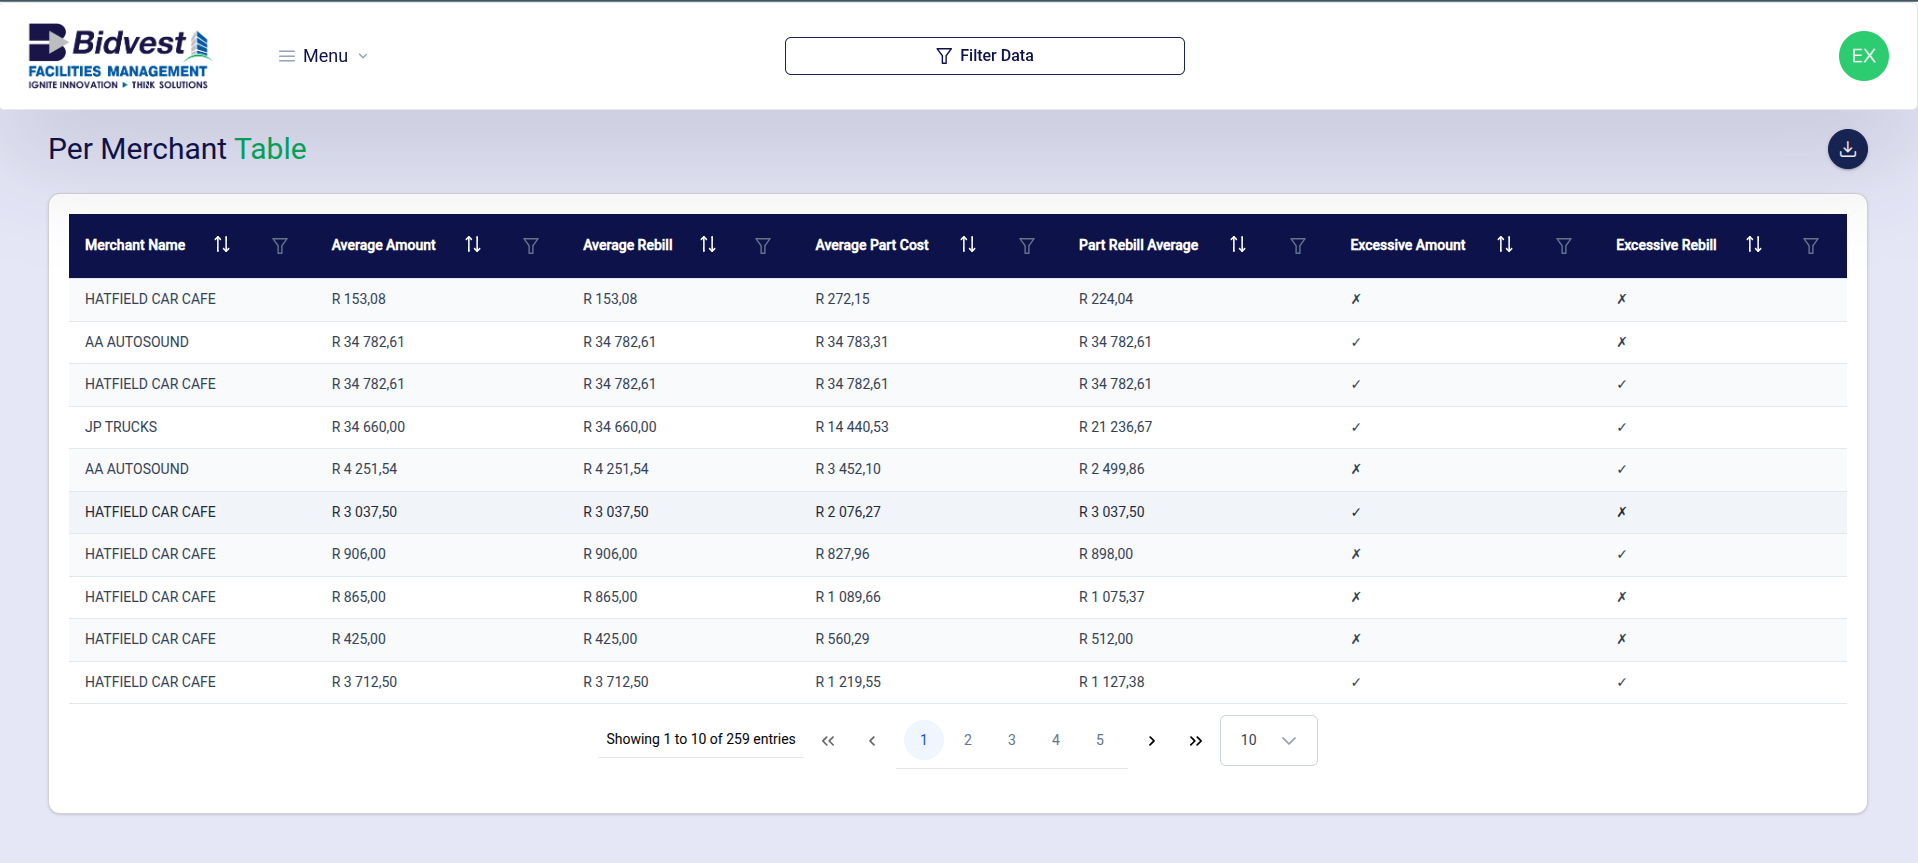 Bidvest
FACILITIES MANAGEMENT
IGNITE INNOVATION ▸ THI2K SOLUTIONS
Menu
Filter Data
EX
Per Merchant Table
Merchant Name Average Amount Average Rebill Average Part Cost Part Rebill Average Excessive Amount Excessive Rebill
HATFIELD CAR CAFE R 153,08 R 153,08 R 272,15 R 224,04 ✗ ✗
AA AUTOSOUND R 34 782,61 R 34 782,61 R 34 783,31 R 34 782,61 ✓ ✗
HATFIELD CAR CAFE R 34 782,61 R 34 782,61 R 34 782,61 R 34 782,61 ✓ ✓
JP TRUCKS R 34 660,00 R 34 660,00 R 14 440,53 R 21 236,67 ✓ ✓
AA AUTOSOUND R 4 251,54 R 4 251,54 R 3 452,10 R 2 499,86 ✗ ✓
HATFIELD CAR CAFE R 3 037,50 R 3 037,50 R 2 076,27 R 3 037,50 ✓ ✗
HATFIELD CAR CAFE R 906,00 R 906,00 R 827,96 R 898,00 ✗ ✓
HATFIELD CAR CAFE R 865,00 R 865,00 R 1 089,66 R 1 075,37 ✗ ✗
HATFIELD CAR CAFE R 425,00 R 425,00 R 560,29 R 512,00 ✗ ✗
HATFIELD CAR CAFE R 3 712,50 R 3 712,50 R 1 219,55 R 1 127,38 ✓ ✓
Showing 1 to 10 of 259 entries « ‹ 1 2 3 4 5 › » 10